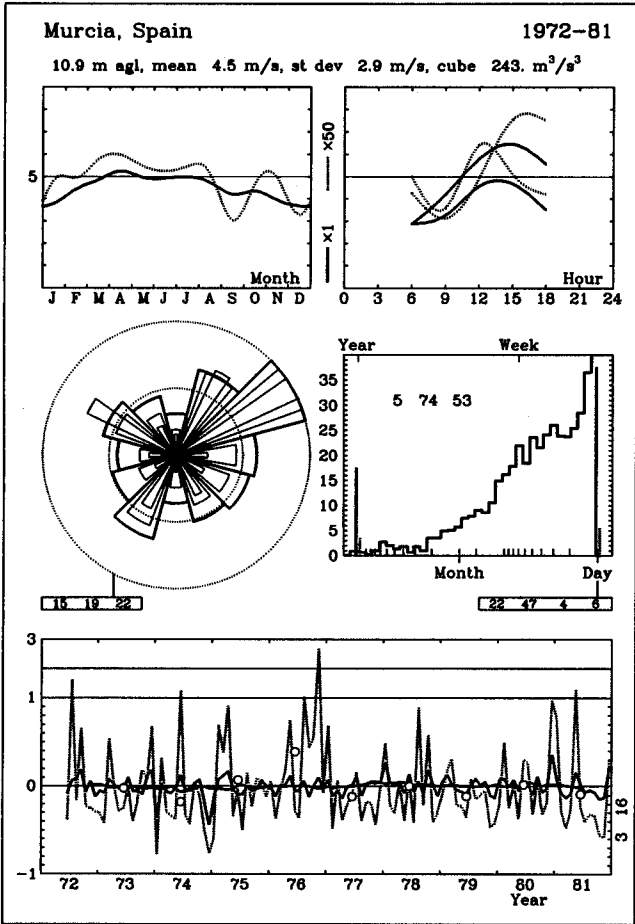 Murcia, Spain 1972-81
10.9 m agl, mean 4.5 m/s, st dev 2.9 m/s, cube 243. m³/s³
5
Month
J F M A M J J A S O N D
×1 ×50
Hour
0 3 6 9 12 15 18 21 24
Year Week
35
30
25
20
15
10
5
0
5 74 53
Month Day
15 19 22
22 47 4 6
3
1
0
-1
3 16
72 73 74 75 76 77 78 79 80 81
Year